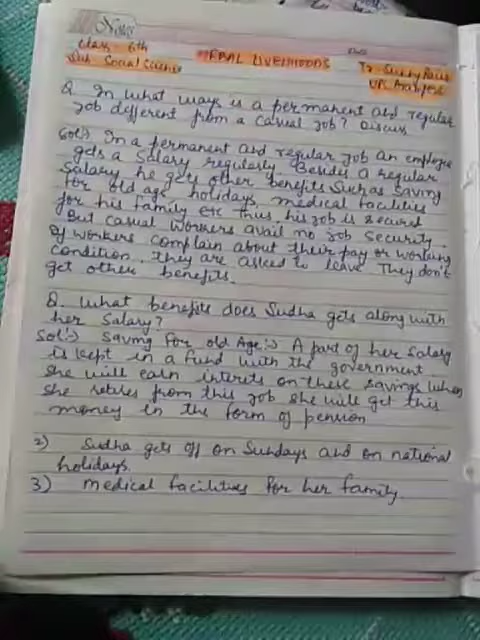 Note
Class - 6th
Sub. Social Science
URBAL LIVELIHOODS
Date
Tr.
Q. In what ways is a permanent and regular
job different from a casual job? Discuss
Sol:) In a permanent and regular job an employee
gets a salary regularly. Besides a regular
salary he gets other benefits such as saving
for old age holidays, medical facilities
for his family etc thus his job is secured
But casual workers avail no job security.
If workers complain about their pay or working
condition. they are asked to leave They don't
get other benefits.
Q. What benefits does Sudha gets along with
her salary?
Sol:-) Saving for old Age:-) A part of her salary
is kept in a fund with the government
she will earn interits on these savings when
she retires from this job she will get this
money in the form of pension
2) Sudha gets off on Sundays and on national
holidays.
3) Medical facilities for her family